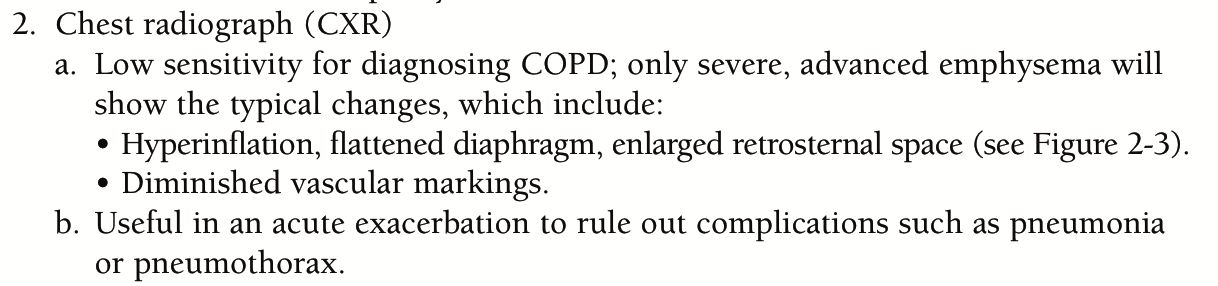 2. Chest radiograph (CXR)
a. Low sensitivity for diagnosing COPD; only severe, advanced emphysema will
show the typical changes, which include:
• Hyperinflation, flattened diaphragm, enlarged retrosternal space (see Figure 2-3).
• Diminished vascular markings.
b. Useful in an acute exacerbation to rule out complications such as pneumonia
or pneumothorax.